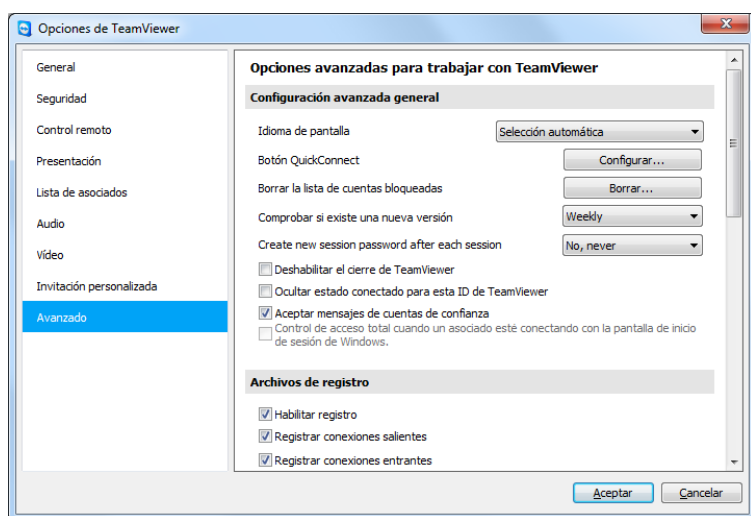 Opciones de TeamViewer
General
Seguridad
Control remoto
Presentación
Lista de asociados
Audio
Vídeo
Invitación personalizada
Avanzado
Opciones avanzadas para trabajar con TeamViewer
Configuración avanzada general
Idioma de pantalla Selección automática
Botón QuickConnect Configurar...
Borrar la lista de cuentas bloqueadas Borrar...
Comprobar si existe una nueva versión Weekly
Create new session password after each session No, never
Deshabilitar el cierre de TeamViewer
Ocultar estado conectado para esta ID de TeamViewer
Aceptar mensajes de cuentas de confianza
Control de acceso total cuando un asociado esté conectando con la pantalla de inicio
de sesión de Windows.
Archivos de registro
Habilitar registro
Registrar conexiones salientes
Registrar conexiones entrantes
Aceptar Cancelar